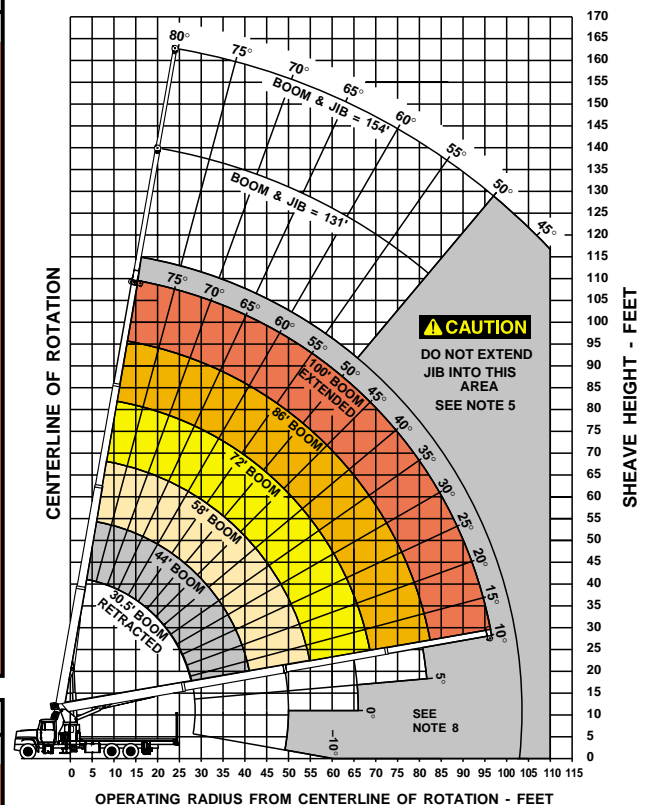 80°
75°
70°
65°
60°
55°
50°
45°
BOOM & JIB = 154'
BOOM & JIB = 131'
75°
70°
65°
60°
55°
50°
45°
40°
35°
30°
25°
20°
15°
10°
5°
0°
–10°
100' BOOM
EXTENDED
86' BOOM
72' BOOM
58' BOOM
44' BOOM
30.5' BOOM
RETRACTED
CAUTION
DO NOT EXTEND
JIB INTO THIS
AREA
SEE NOTE 5
SEE
NOTE 8
CENTERLINE OF ROTATION
170
165
160
155
150
145
140
135
130
125
120
115
110
105
100
95
90
85
80
75
70
65
60
55
50
45
40
35
30
25
20
15
10
5
0
SHEAVE HEIGHT - FEET
0 5 10 15 20 25 30 35 40 45 50 55 60 65 70 75 80 85 90 95 100 105 110 115
OPERATING RADIUS FROM CENTERLINE OF ROTATION - FEET